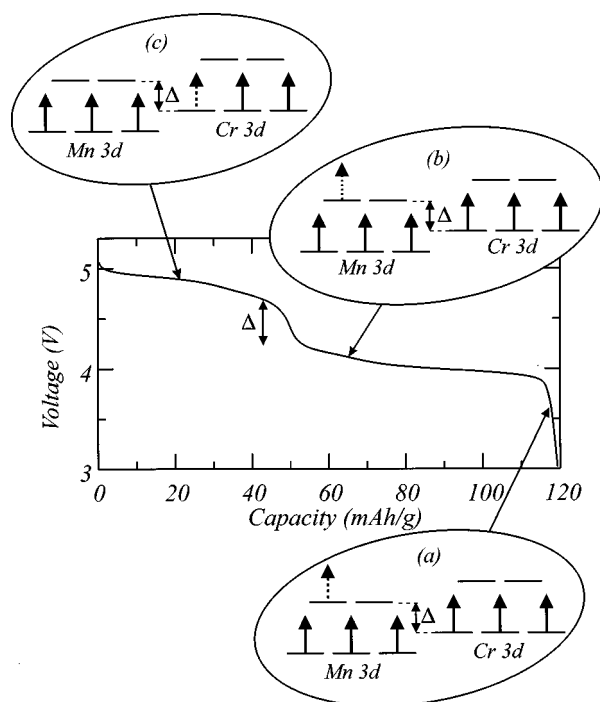 (c)
Δ
Mn 3d
Cr 3d
(b)
Δ
Mn 3d
Cr 3d
5
4
3
Voltage (V)
Δ
0
20
40
60
80
100
120
Capacity (mAh/g)
(a)
Δ
Mn 3d
Cr 3d